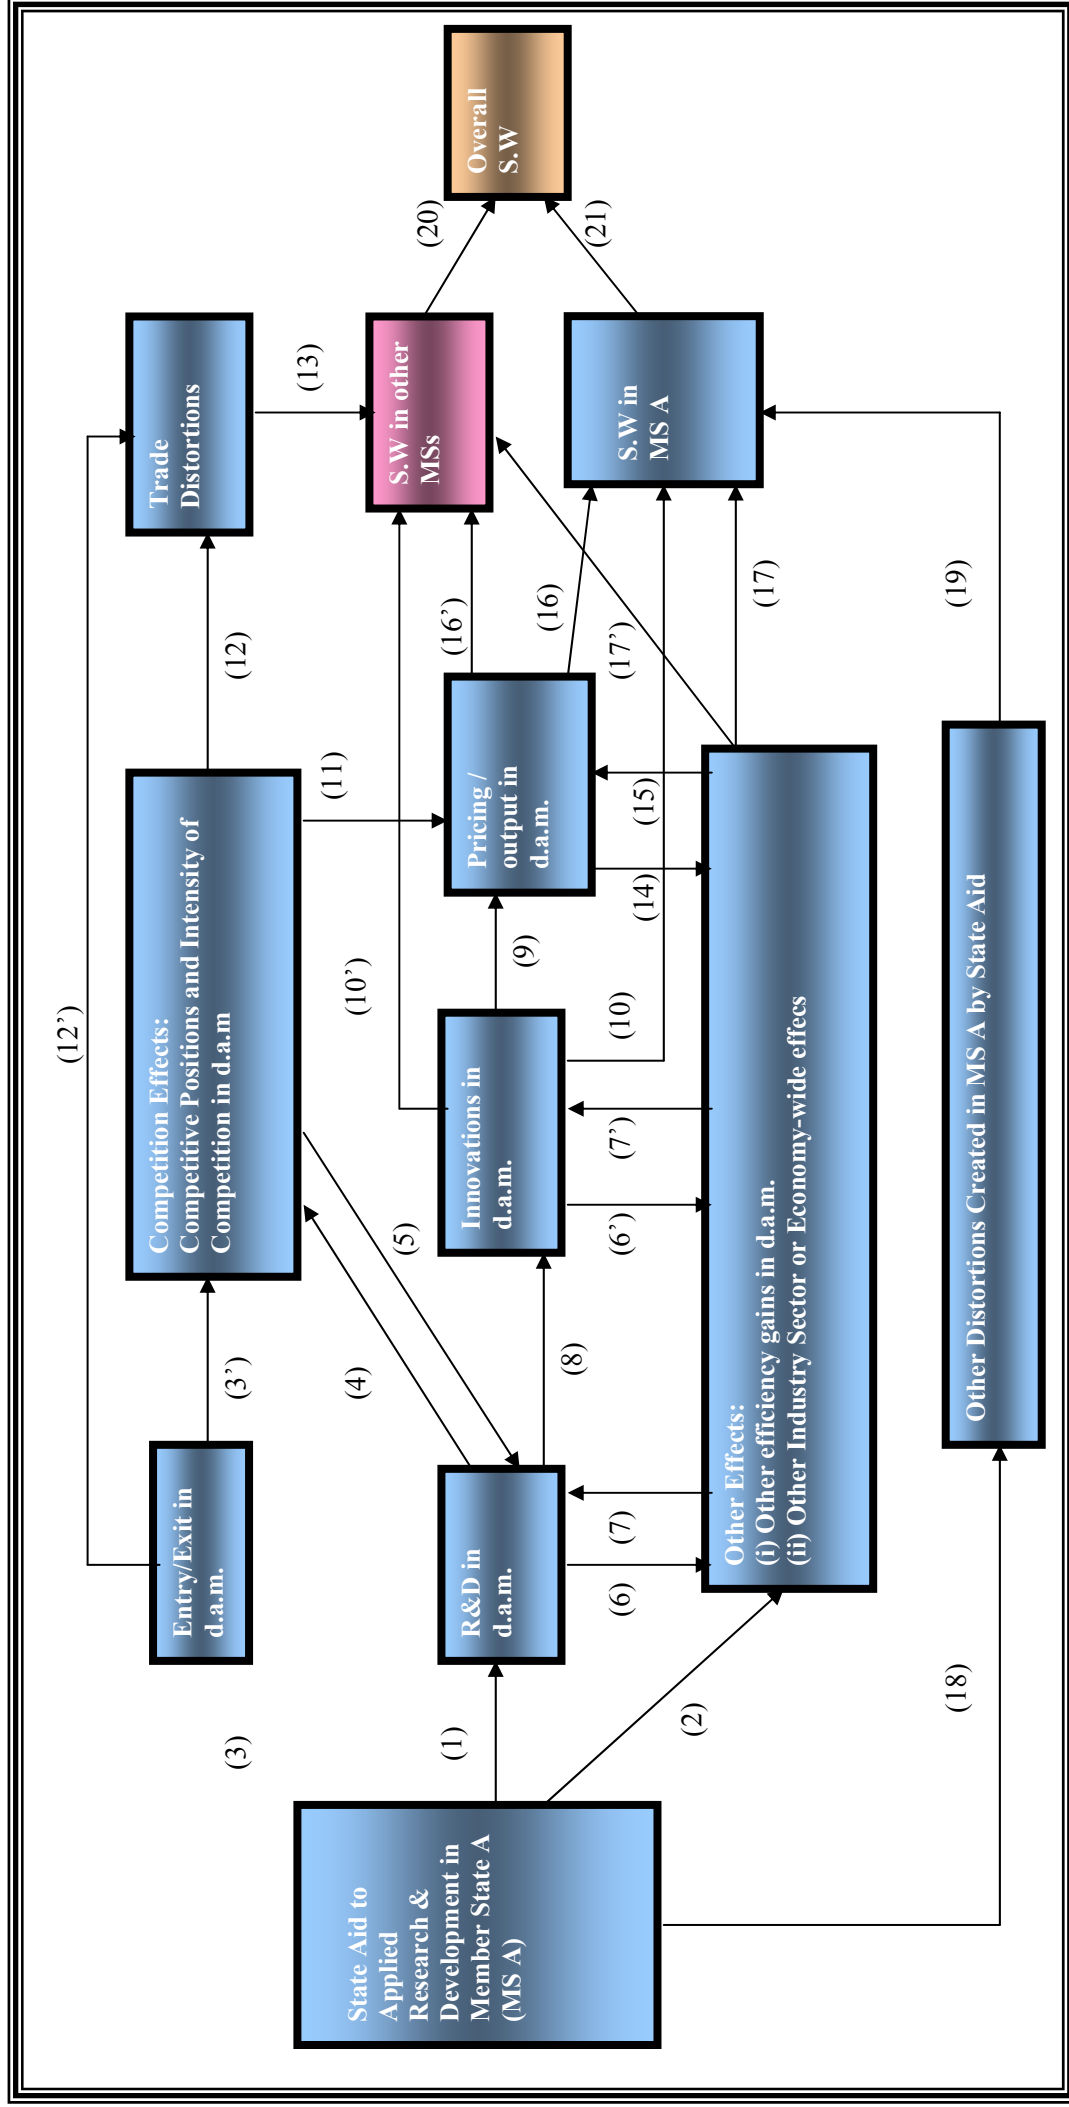 State Aid to
Applied
Research &
Development in
Member State A
(MS A)
(3)
(1)
(2)
(18)
Entry/Exit in
d.a.m.
R&D in
d.a.m.
(3’)
(4)
(5)
(8)
(6)
(7)
(12’)
Competition Effects:
Competitive Positions and Intensity of
Competition in d.a.m
Innovations in
d.a.m.
(6’)
(7’)
(10’)
(9)
(10)
(11)
Pricing /
output in
d.a.m.
(14)
(15)
Other Effects:
(i) Other efficiency gains in d.a.m.
(ii) Other Industry Sector or Economy-wide effecs
Other Distortions Created in MS A by State Aid
(12)
(16’)
(16)
(17’)
(17)
(19)
Trade
Distortions
(13)
S.W in other
MSs
S.W in
MS A
(20)
(21)
Overall
S.W